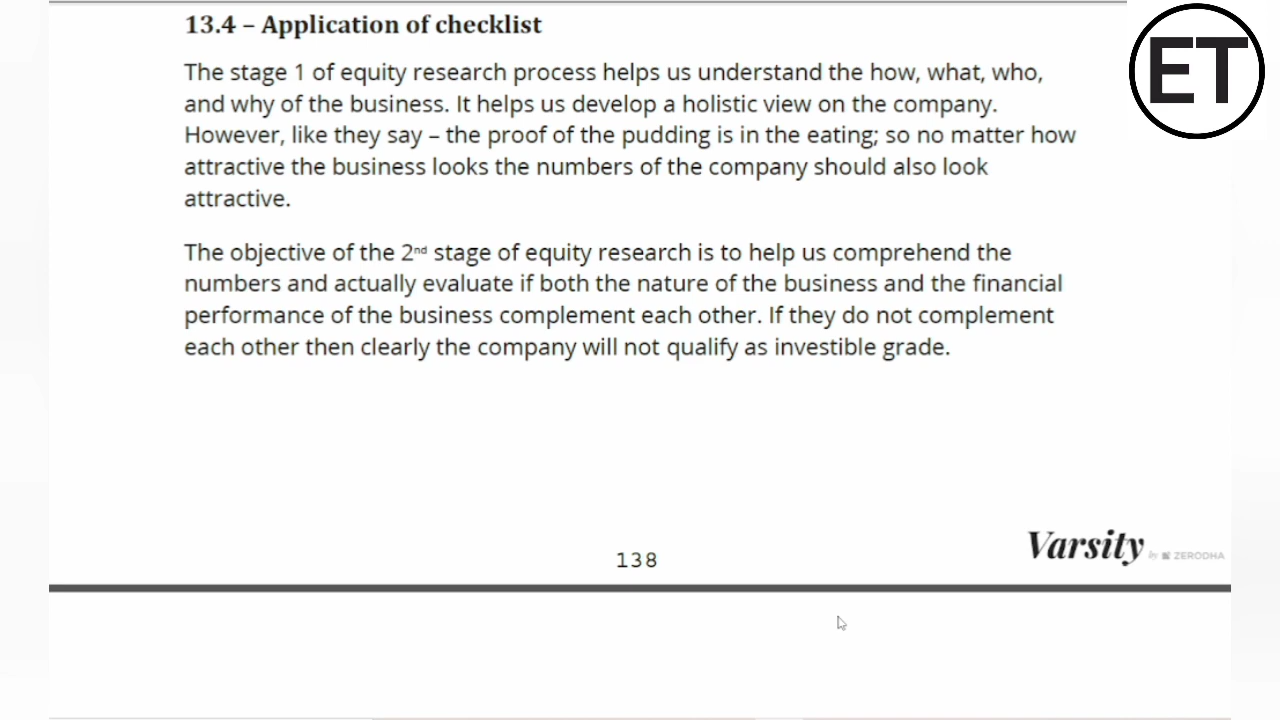 13.4 – Application of checklist
ET
The stage 1 of equity research process helps us understand the how, what, who,
and why of the business. It helps us develop a holistic view on the company.
However, like they say – the proof of the pudding is in the eating; so no matter how
attractive the business looks the numbers of the company should also look
attractive.
The objective of the 2nd stage of equity research is to help us comprehend the
numbers and actually evaluate if both the nature of the business and the financial
performance of the business complement each other. If they do not complement
each other then clearly the company will not qualify as investible grade.
138
Varsity by ZERODHA